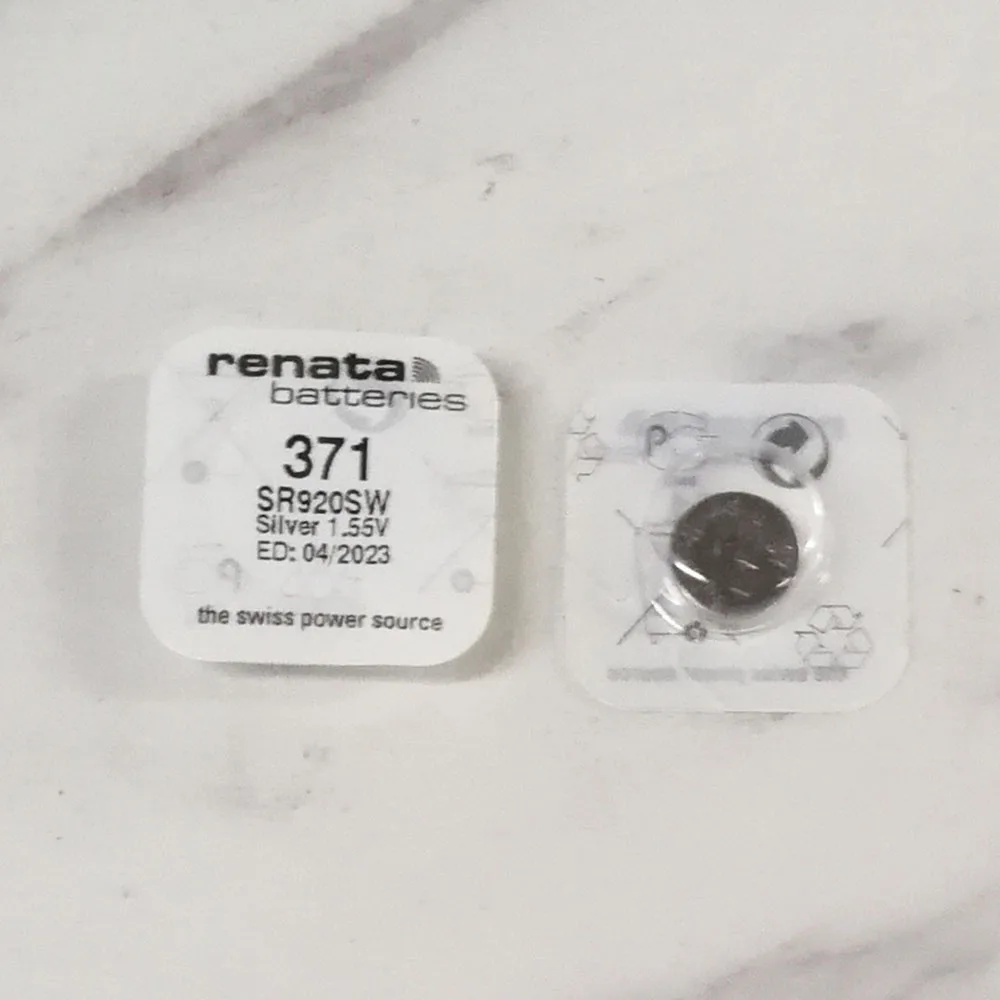 renata
batteries
371
SR920SW
Silver 1.55V
ED: 04/2023
the swiss power source